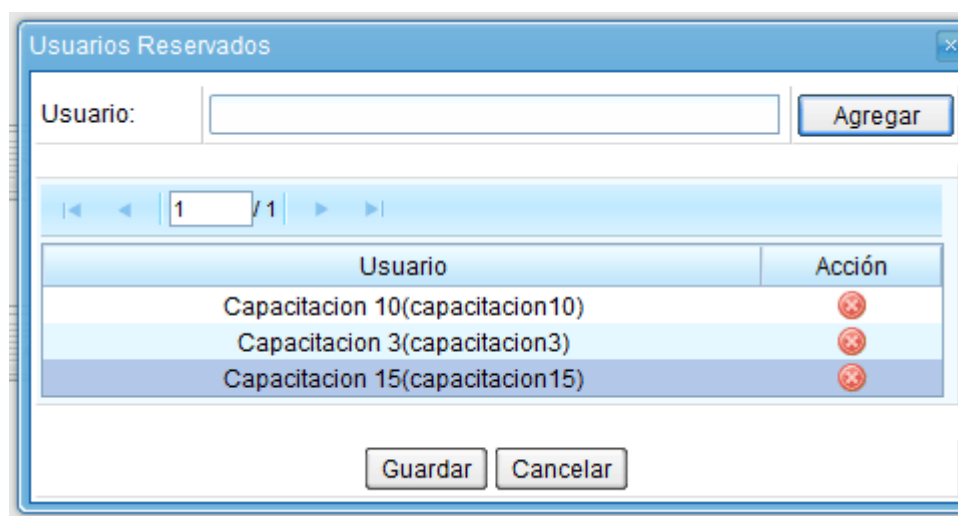 Usuarios Reservados
Usuario: Agregar
1 / 1
Usuario Acción
Capacitacion 10(capacitacion10)
Capacitacion 3(capacitacion3)
Capacitacion 15(capacitacion15)
Guardar Cancelar